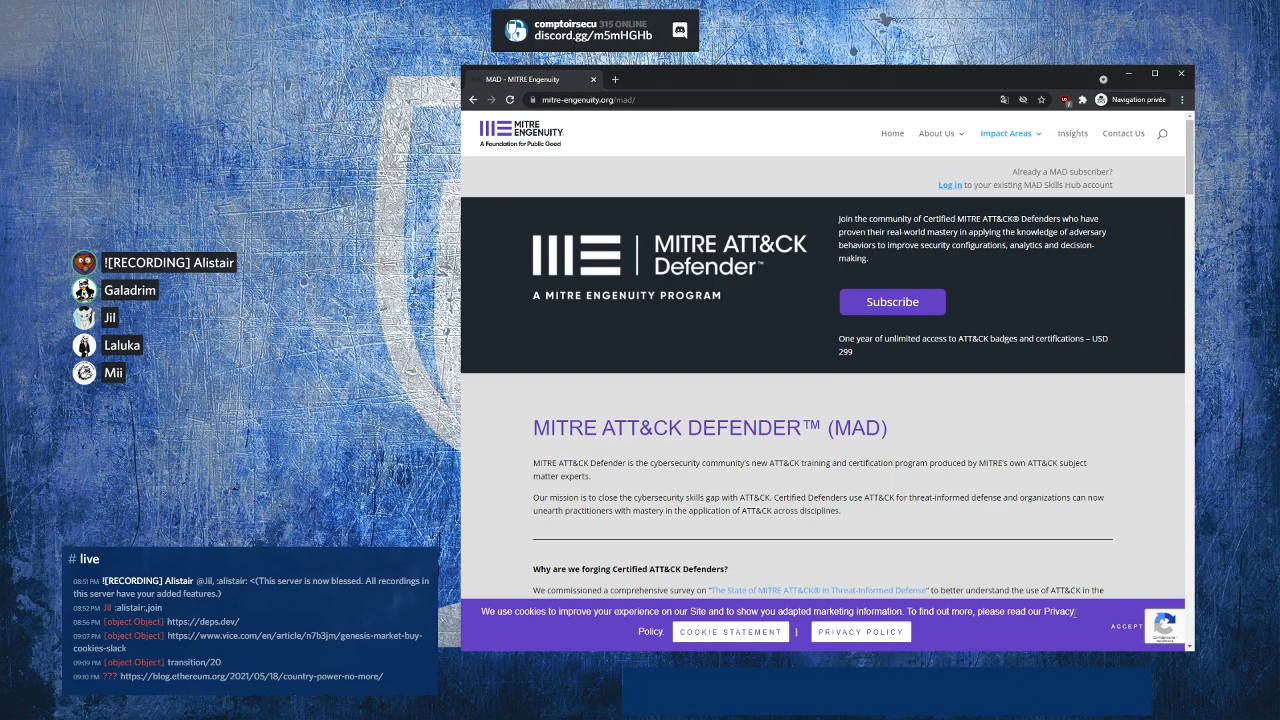 comptoirsecu 315 ONLINE
discord.gg/m5mHGHb
MAD - MITRE Engenuity
mitre-engenuity.org/mad/
Navigation privée
MITRE
ENGENUITY
A Foundation for Public Good
Home About Us Impact Areas Insights Contact Us
Already a MAD subscriber?
Log in to your existing MAD Skills Hub account
MITRE ATT&CK
Defender™
A MITRE ENGENUITY PROGRAM
Join the community of Certified MITRE ATT&CK® Defenders who have
proven their real-world mastery in applying the knowledge of adversary
behaviors to improve security configurations, analytics and decision-
making.
Subscribe
One year of unlimited access to ATT&CK badges and certifications – USD
299
MITRE ATT&CK DEFENDER™ (MAD)
MITRE ATT&CK Defender is the cybersecurity community's new ATT&CK training and certification program produced by MITRE's own ATT&CK subject
matter experts.
Our mission is to close the cybersecurity skills gap with ATT&CK. Certified Defenders use ATT&CK for threat-informed defense and organizations can now
unearth practitioners with mastery in the application of ATT&CK across disciplines.
Why are we forging Certified ATT&CK Defenders?
We commissioned a comprehensive survey on "The State of MITRE ATT&CK® in Threat-Informed Defense" to better understand the use of ATT&CK in the
We use cookies to improve your experience on our Site and to show you adapted marketing information. To find out more, please read our Privacy
Policy. COOKIE STATEMENT | PRIVACY POLICY
ACCEPT
![RECORDING] Alistair
Galadrim
Jil
Laluka
Mii
# live
08:51 PM ![RECORDING] Alistair @Jil, :alistair: <(This server is now blessed. All recordings in
this server have your added features.)
08:52 PM Jil :alistair:,join
08:56 PM [object Object] https://deps.dev/
09:07 PM [object Object] https://www.vice.com/en/article/n7b3jm/genesis-market-buy-
cookies-slack
09:09 PM [object Object] transition/20
09:10 PM ??? https://blog.ethereum.org/2021/05/18/country-power-no-more/